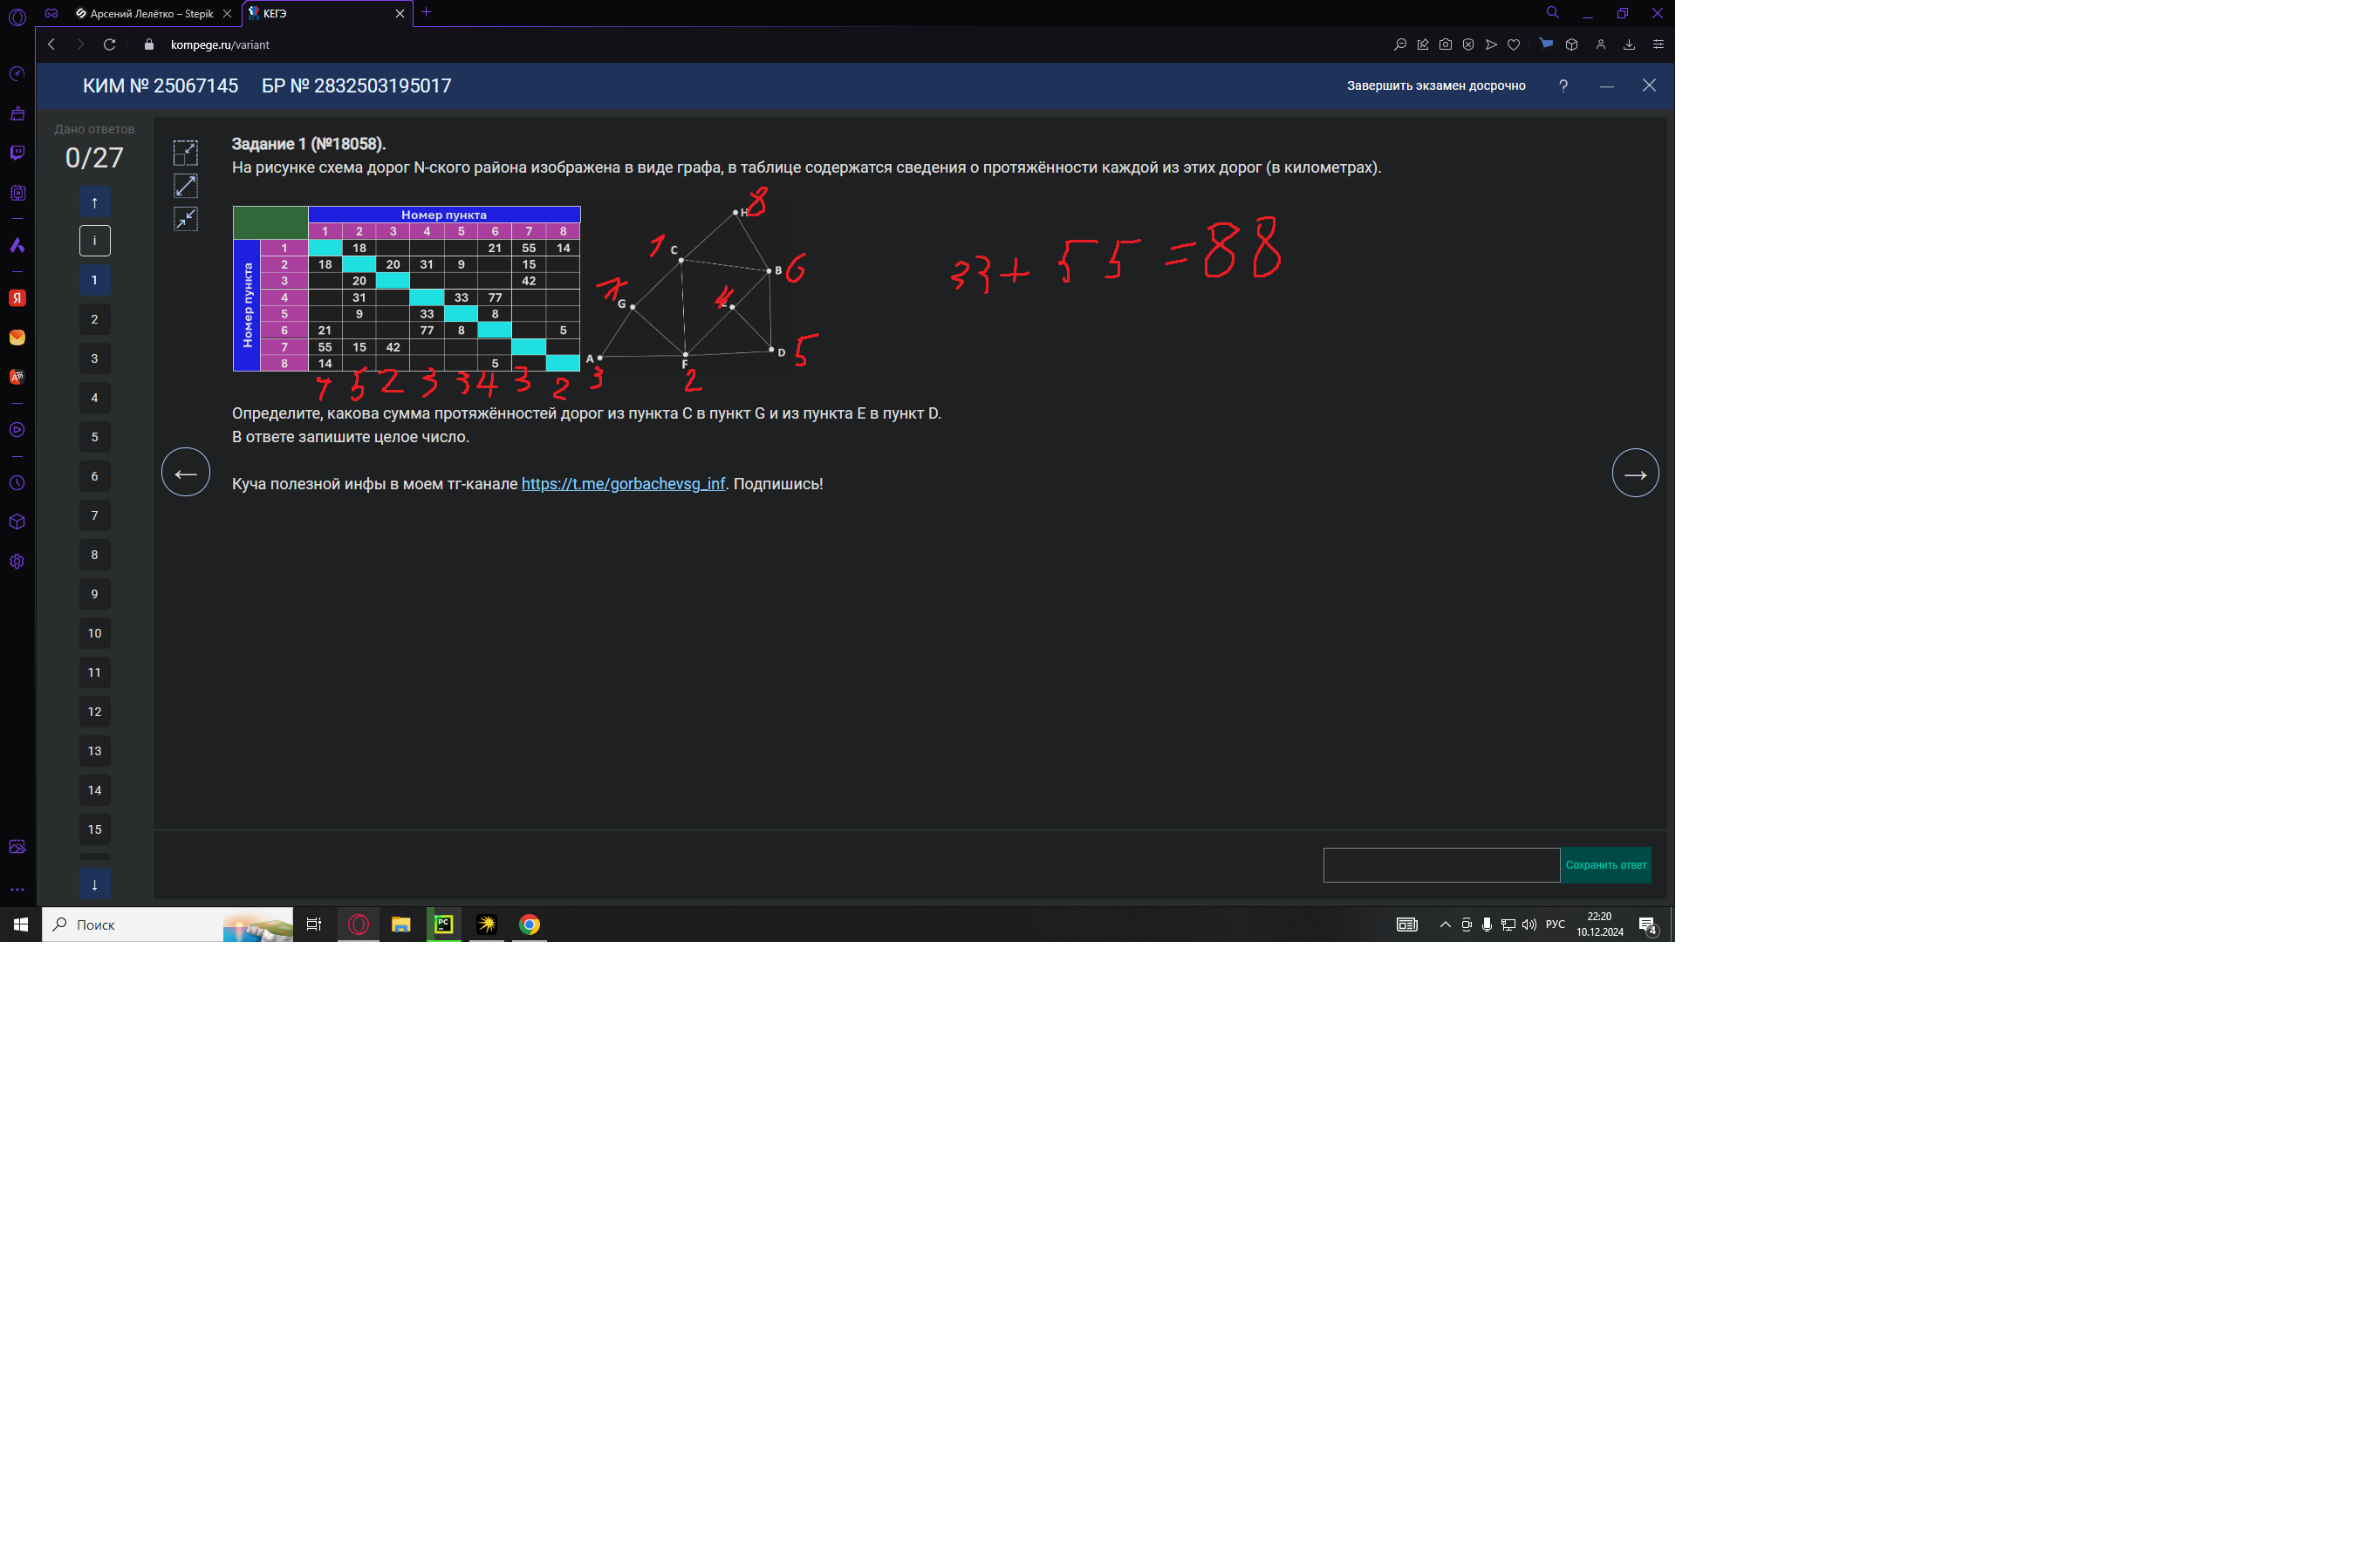 Арсений Лелётко – Stepik
КЕГЭ
kompege.ru/variant
КИМ № 25067145 БР № 2832503195017
Завершить экзамен досрочно
?
Дано ответов
0/27
↑
i
1
2
3
4
5
6
7
8
9
10
11
12
13
14
15
↓
Задание 1 (№18058).
На рисунке схема дорог N-ского района изображена в виде графа, в таблице содержатся сведения о протяжённости каждой из этих дорог (в километрах).
Номер пункта
1 2 3 4 5 6 7 8
Номер пункта
1 18 21 55 14
2 18 20 31 9 15
3 20 42
4 31 33 77
5 9 33 8
6 21 77 8 5
7 55 15 42
8 14 5
4 5 2 3 3 4 3 2
H 8
C 1
B 6
G 7
E 4
A 3
F 2
D 5
33 + 55 = 88
Определите, какова сумма протяжённостей дорог из пункта C в пункт G и из пункта E в пункт D.
В ответе запишите целое число.
Куча полезной инфы в моем тг-канале https://t.me/gorbachevsg_inf. Подпишись!
←
→
Сохранить ответ
Поиск
PC
РУС
22:20
10.12.2024
4